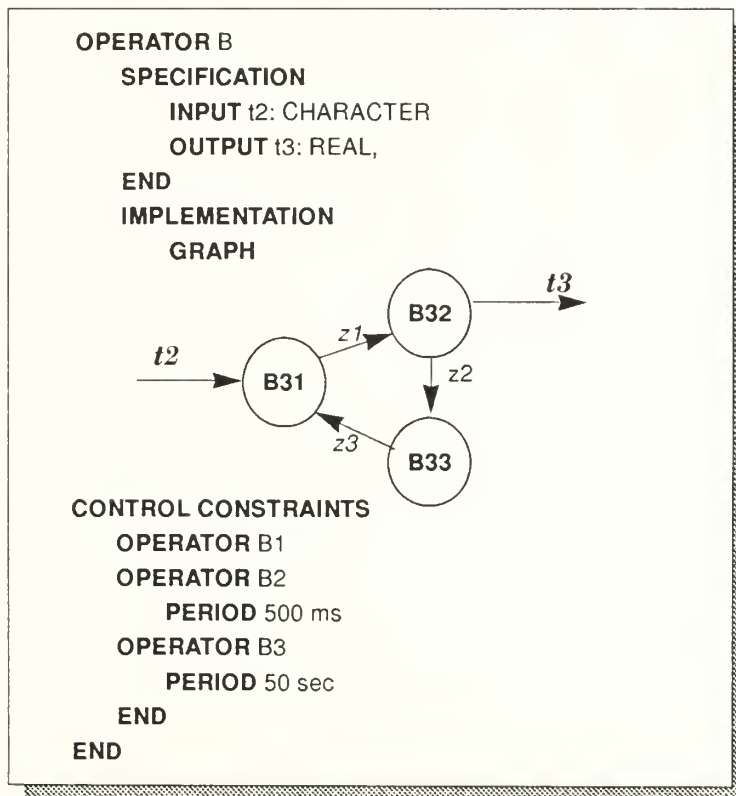 OPERATOR B
SPECIFICATION
INPUT t2: CHARACTER
OUTPUT t3: REAL,
END
IMPLEMENTATION
GRAPH
t3
B32
z1
t2
z2
B31
z3
B33
CONTROL CONSTRAINTS
OPERATOR B1
OPERATOR B2
PERIOD 500 ms
OPERATOR B3
PERIOD 50 sec
END
END